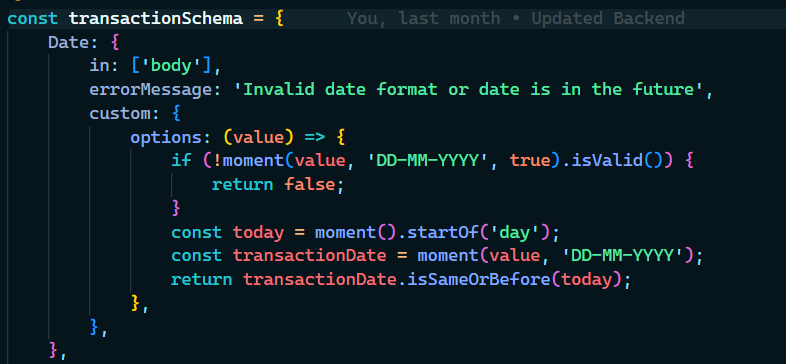 const transactionSchema = {    You, last month • Updated Backend
    Date: {
        in: ['body'],
        errorMessage: 'Invalid date format or date is in the future',
        custom: {
            options: (value) => {
                if (!moment(value, 'DD-MM-YYYY', true).isValid()) {
                    return false;
                }
                const today = moment().startOf('day');
                const transactionDate = moment(value, 'DD-MM-YYYY');
                return transactionDate.isSameOrBefore(today);
            },
        },
    },